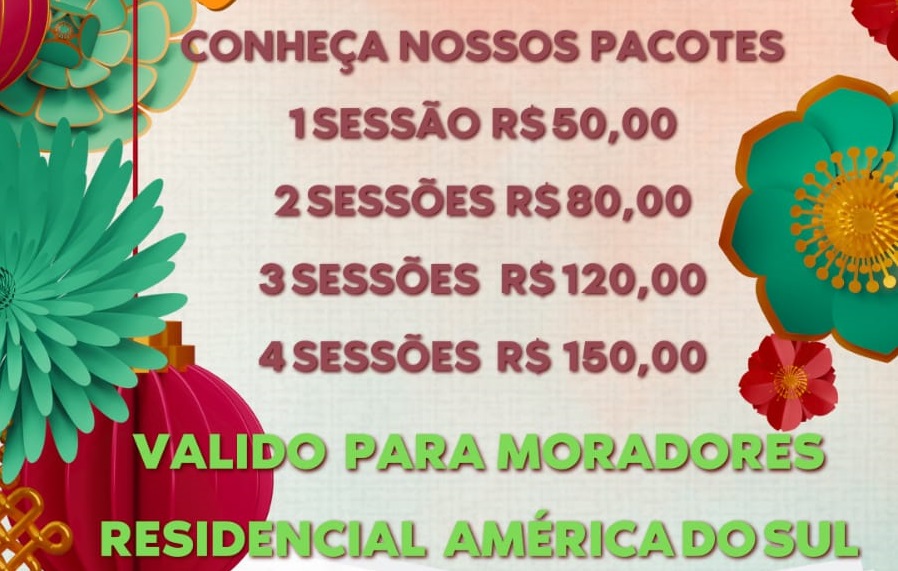 CONHEÇA NOSSOS PACOTES
1 SESSÃO R$ 50,00
2 SESSÕES R$ 80,00
3 SESSÕES R$ 120,00
4 SESSÕES R$ 150,00
VALIDO PARA MORADORES
RESIDENCIAL AMÉRICA DO SUL